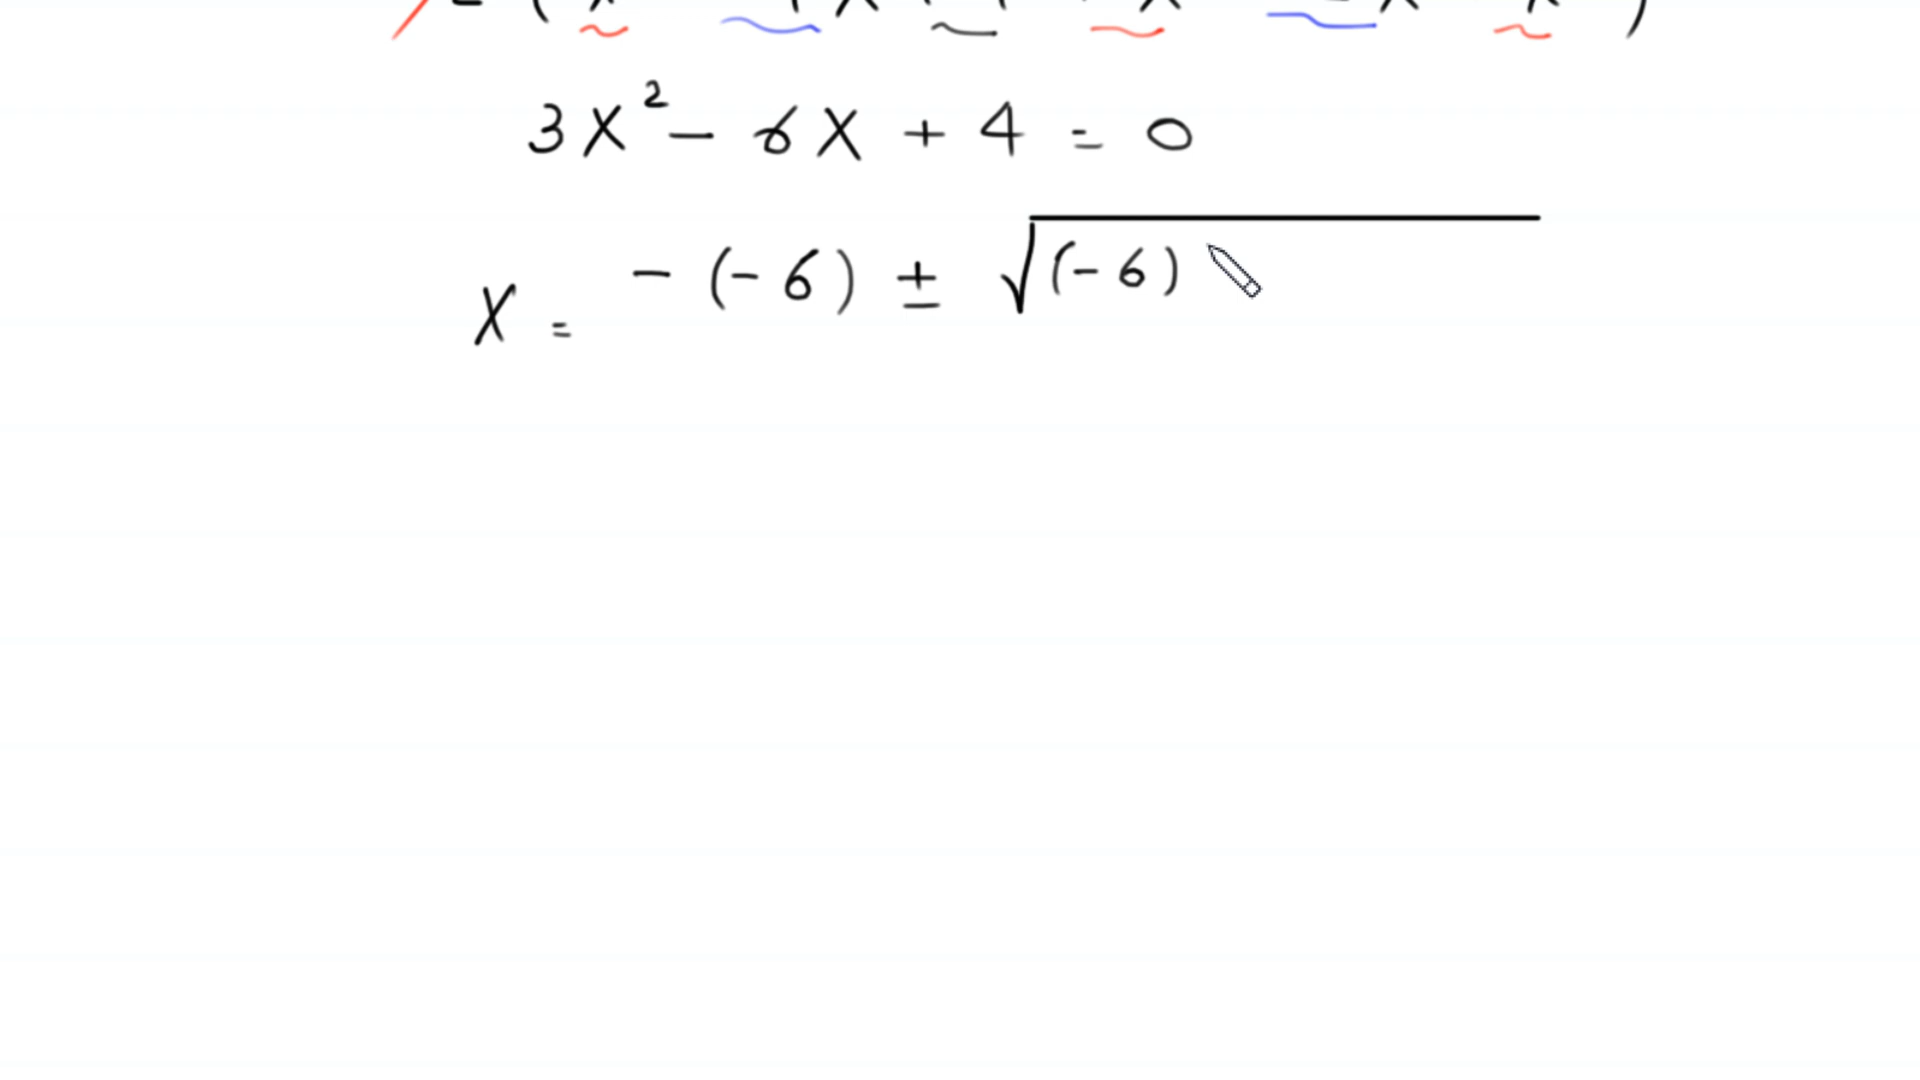 3X² - 6X + 4 = 0
X = - (-6) ± √(-6)